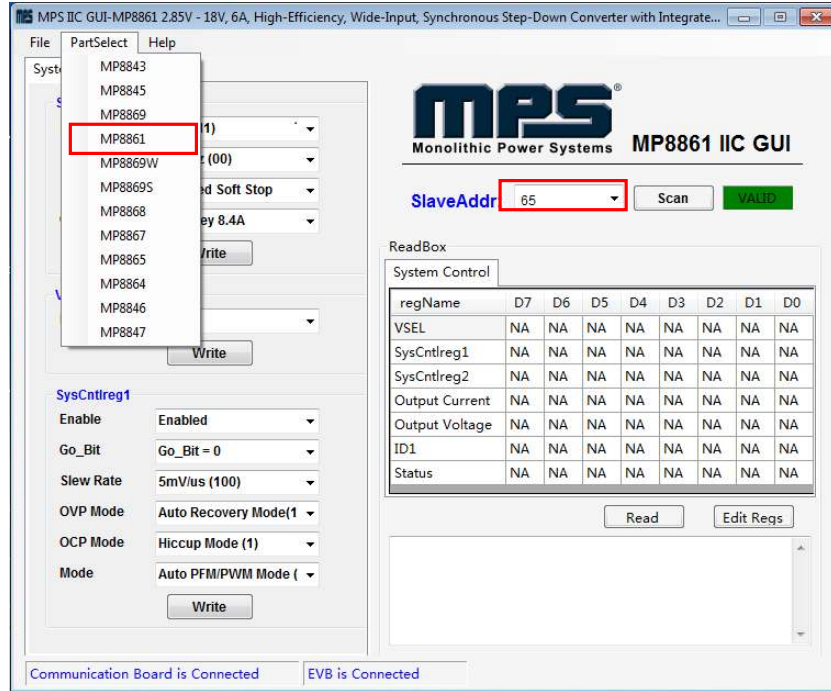 MPS IIC GUI-MP8861 2.85V - 18V, 6A, High-Efficiency, Wide-Input, Synchronous Step-Down Converter with Integrate...
File PartSelect Help
MP8843
MP8845
MP8869
MP8861
MP8869W
MP8869S
MP8868
MP8867
MP8865
MP8864
MP8846
MP8847
(00)
Soft Stop
8.4A
Write
Write
SysCntlreg1
Enable Enabled
Go_Bit Go_Bit = 0
Slew Rate 5mV/us (100)
OVP Mode Auto Recovery Mode(1
OCP Mode Hiccup Mode (1)
Mode Auto PFM/PWM Mode (
Write
mps®
Monolithic Power Systems MP8861 IIC GUI
SlaveAddr 65 Scan VALID
ReadBox
System Control
regName D7 D6 D5 D4 D3 D2 D1 D0
VSEL NA NA NA NA NA NA NA NA
SysCntlreg1 NA NA NA NA NA NA NA NA
SysCntlreg2 NA NA NA NA NA NA NA NA
Output Current NA NA NA NA NA NA NA NA
Output Voltage NA NA NA NA NA NA NA NA
ID1 NA NA NA NA NA NA NA NA
Status NA NA NA NA NA NA NA NA
Read Edit Regs
Communication Board is Connected EVB is Connected